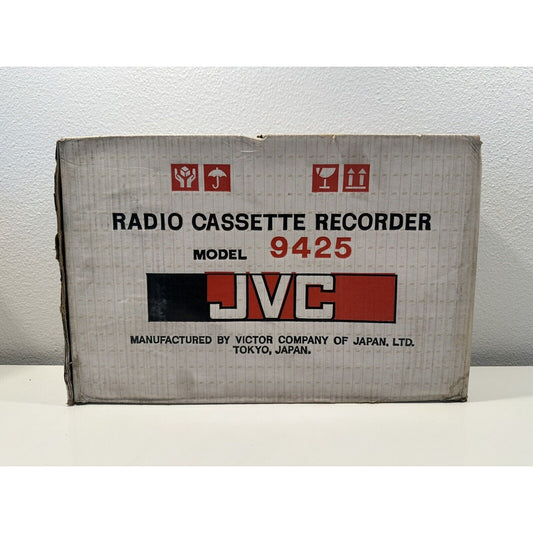 RADIO CASSETTE RECORDER
MODEL 9425
JVC
MANUFACTURED BY VICTOR COMPANY OF JAPAN, LTD.
TOKYO, JAPAN.